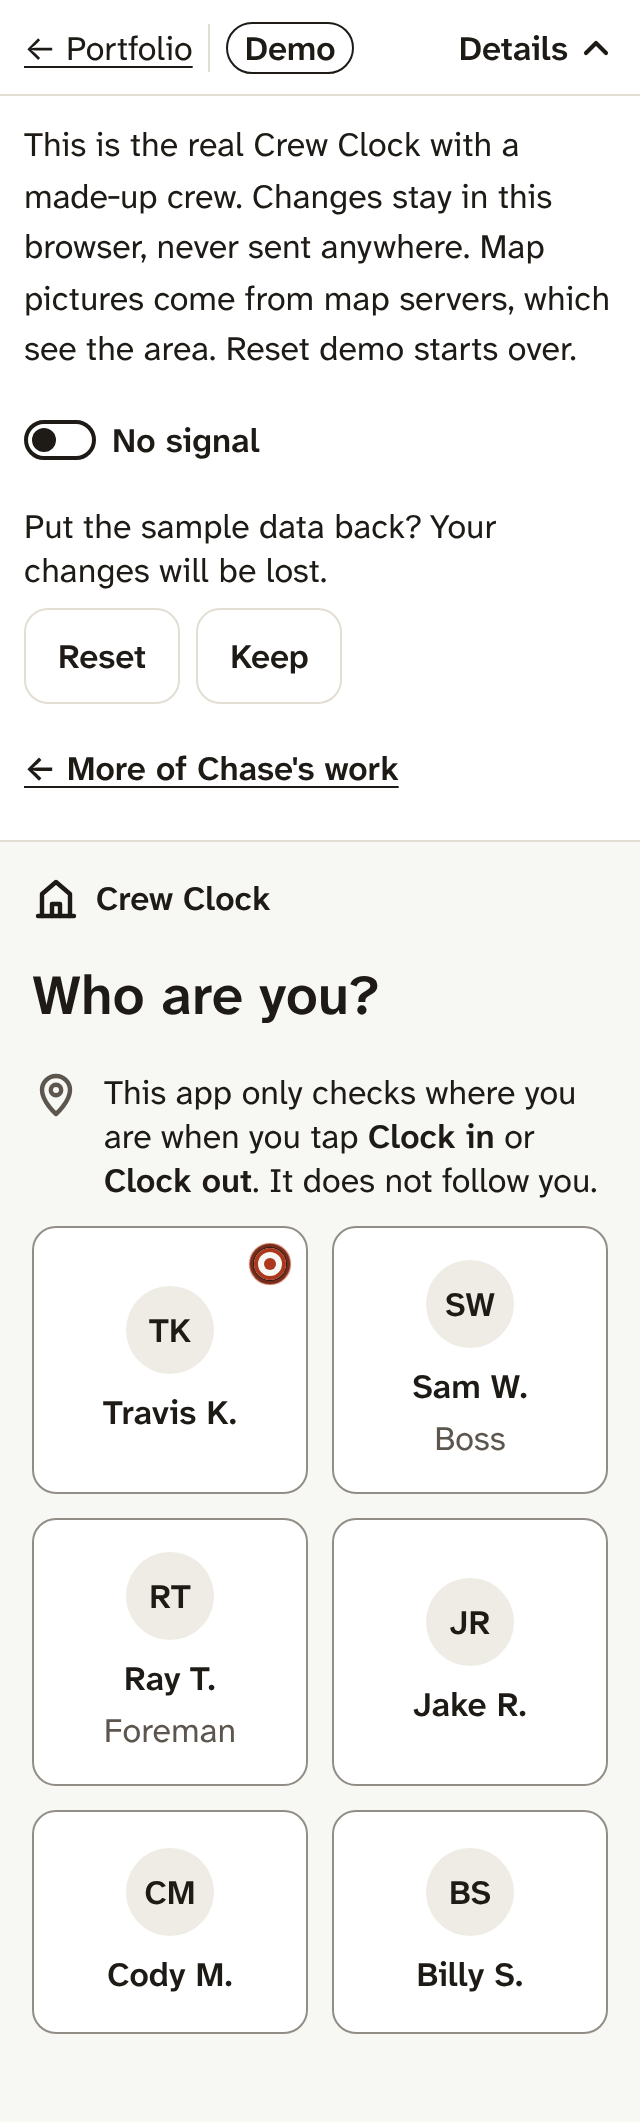 ← Portfolio
Demo
Details
This is the real Crew Clock with a
made-up crew. Changes stay in this
browser, never sent anywhere. Map
pictures come from map servers, which
see the area. Reset demo starts over.
No signal
Put the sample data back? Your
changes will be lost.
Reset
Keep
← More of Chase's work
Crew Clock
Who are you?
This app only checks where you
are when you tap Clock in or
Clock out. It does not follow you.
TK
Travis K.
SW
Sam W.
Boss
RT
Ray T.
Foreman
JR
Jake R.
CM
Cody M.
BS
Billy S.